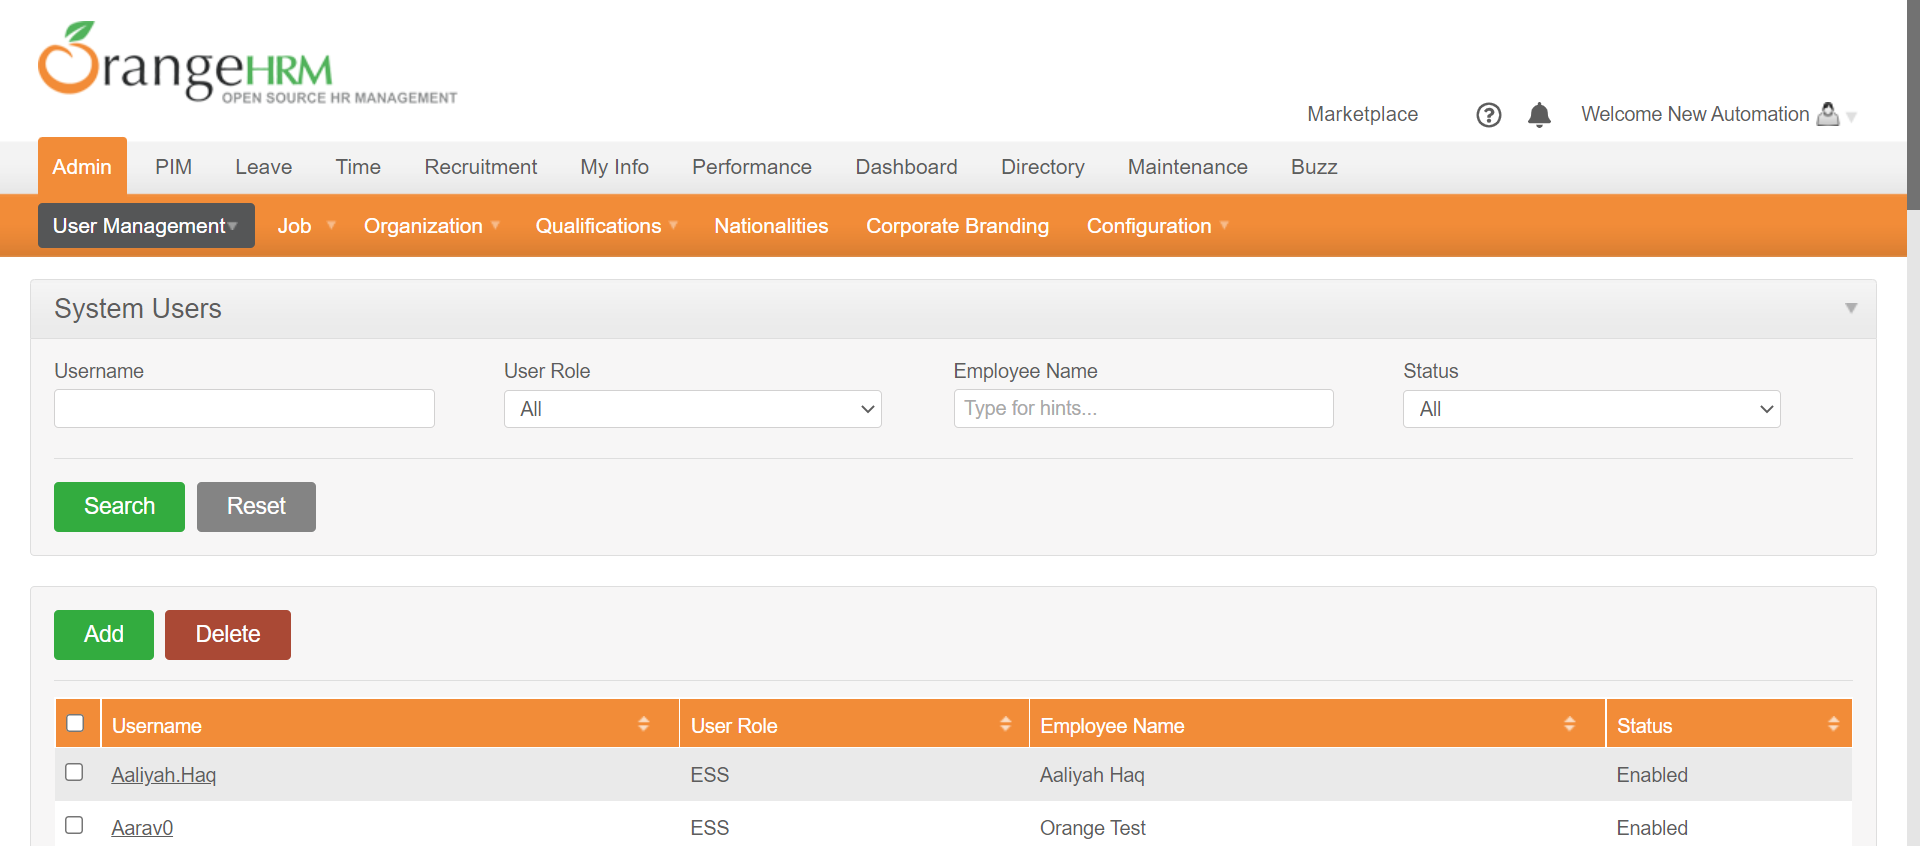 OrangeHRM
OPEN SOURCE HR MANAGEMENT
Marketplace ? Welcome New Automation
Admin PIM Leave Time Recruitment My Info Performance Dashboard Directory Maintenance Buzz
User Management Job Organization Qualifications Nationalities Corporate Branding Configuration
System Users
Username User Role Employee Name Status
All Type for hints... All
Search Reset
Add Delete
Username User Role Employee Name Status
Aaliyah.Haq ESS Aaliyah Haq Enabled
Aarav0 ESS Orange Test Enabled